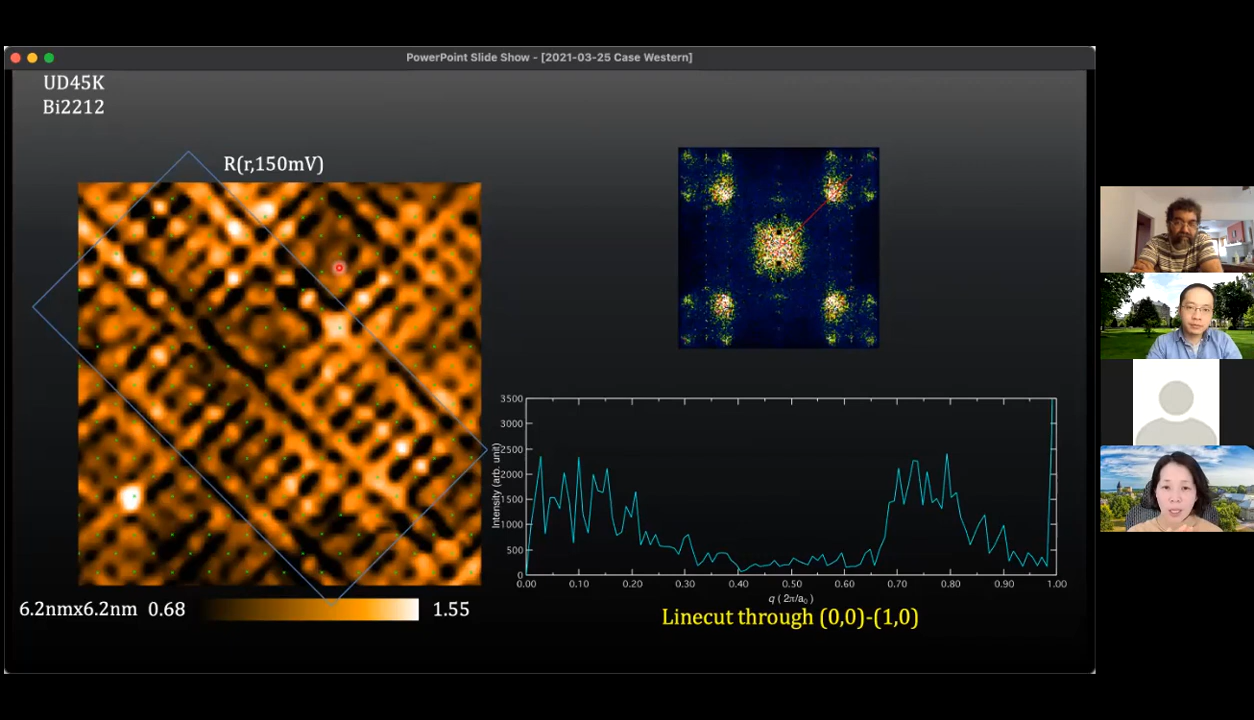 PowerPoint Slide Show - [2021-03-25 Case Western]
UD45K
Bi2212
R(r,150mV)
6.2nmx6.2nm 0.68 1.55
3500
3000
2500
2000
1500
1000
500
0
Intensity (arb. unit)
0.00 0.10 0.20 0.30 0.40 0.50 0.60 0.70 0.80 0.90 1.00
q ( 2π/a₀ )
Linecut through (0,0)-(1,0)